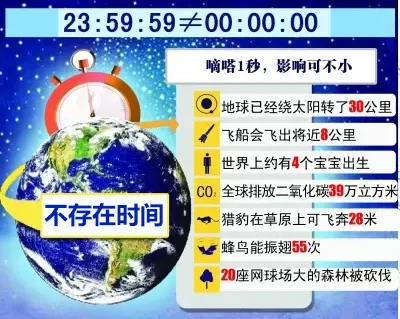 23:59:59≠00:00:00
嘀嗒1秒，影响可不小
地球已经绕太阳转了30公里
飞船会飞出将近8公里
世界上约有4个宝宝出生
CO₂ 全球排放二氧化碳39万立方米
猎豹在草原上可飞奔28米
蜂鸟能振翅55次
20座网球场大的森林被砍伐
不存在时间